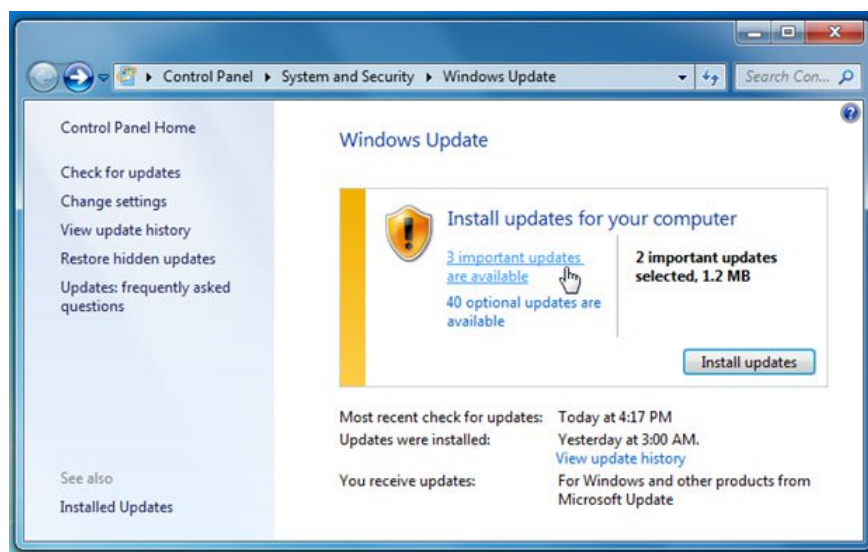 Control Panel ▸ System and Security ▸ Windows Update
Search Con...
Control Panel Home
Check for updates
Change settings
View update history
Restore hidden updates
Updates: frequently asked
questions
See also
Installed Updates
Windows Update
Install updates for your computer
3 important updates
are available
40 optional updates are
available
2 important updates
selected, 1.2 MB
Install updates
Most recent check for updates: Today at 4:17 PM
Updates were installed: Yesterday at 3:00 AM.
View update history
You receive updates: For Windows and other products from
Microsoft Update